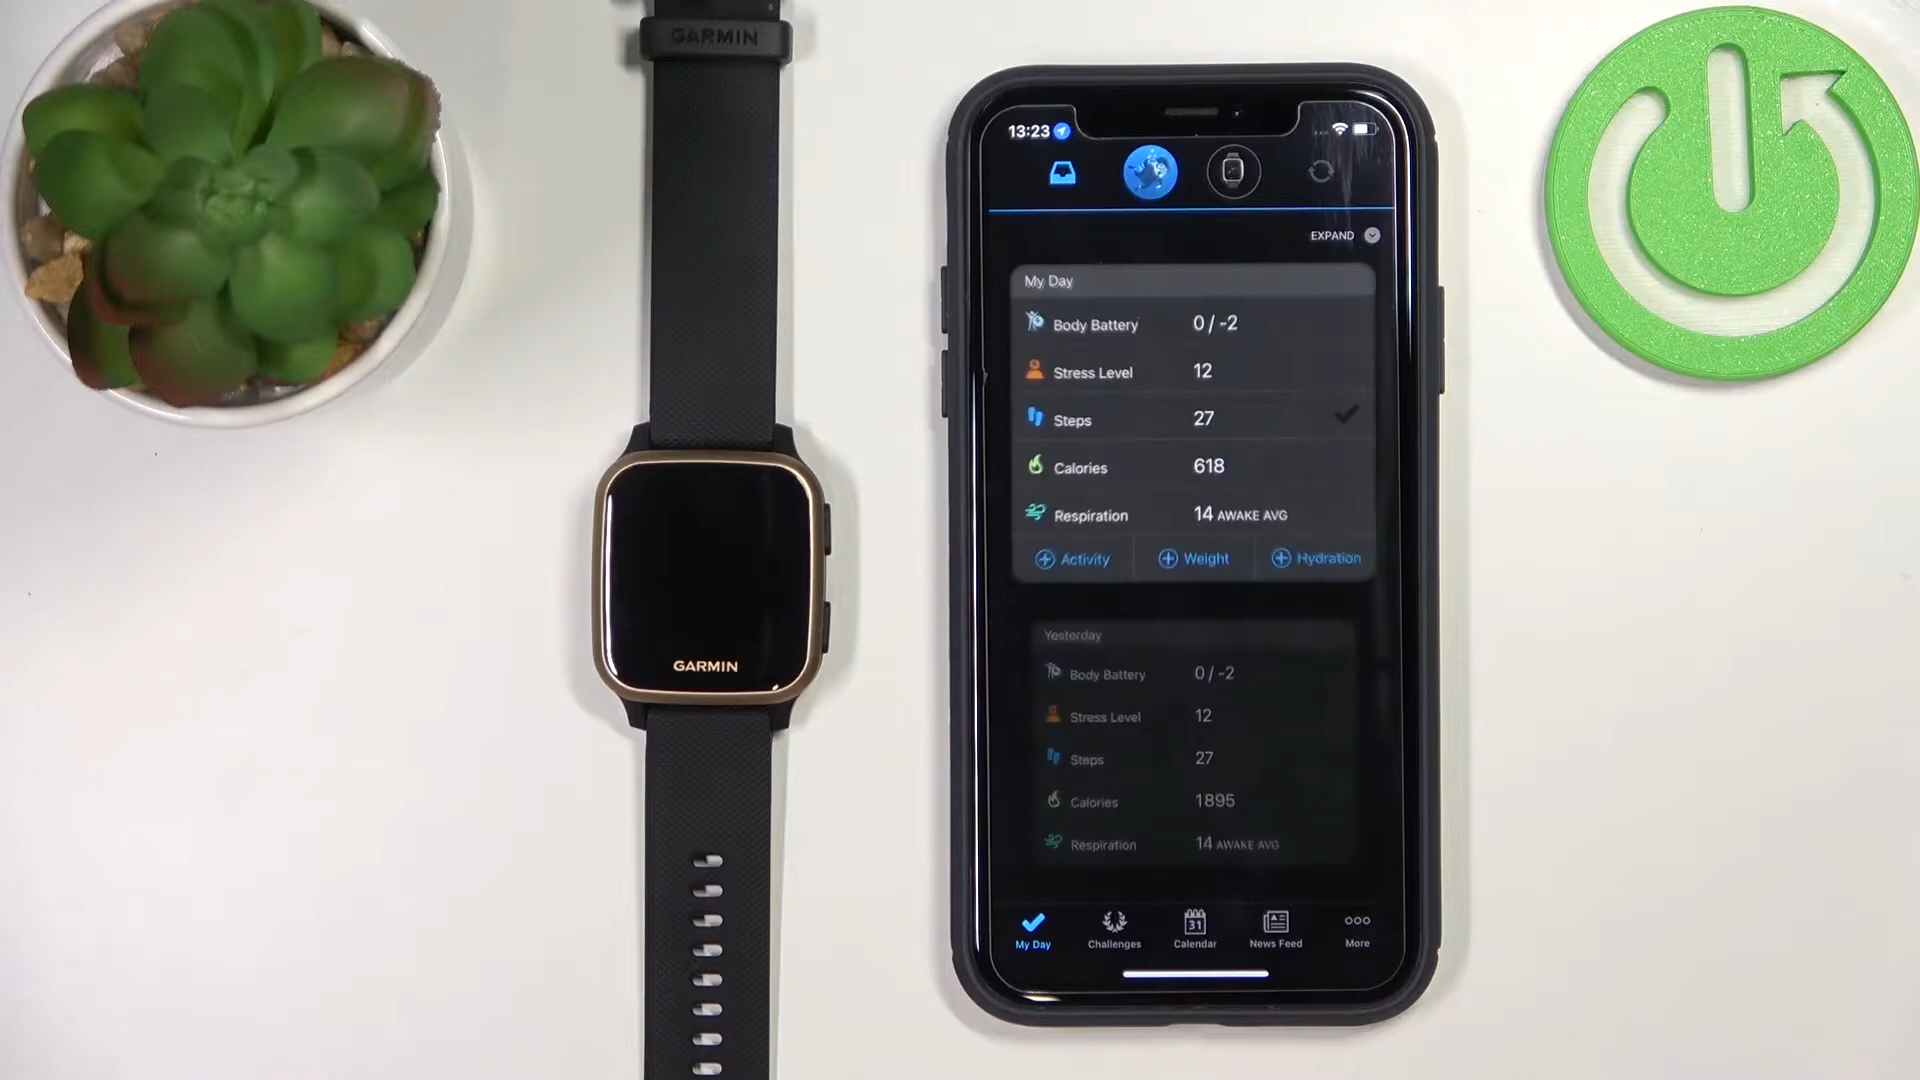 GARMIN
GARMIN
13:23
EXPAND
My Day
Body Battery 0 / -2
Stress Level 12
Steps 27
Calories 618
Respiration 14 AWAKE AVG
Activity Weight Hydration
Yesterday
Body Battery 0 / -2
Stress Level 12
Steps 27
Calories 1895
Respiration 14 AWAKE AVG
31
My Day Challenges Calendar News Feed More